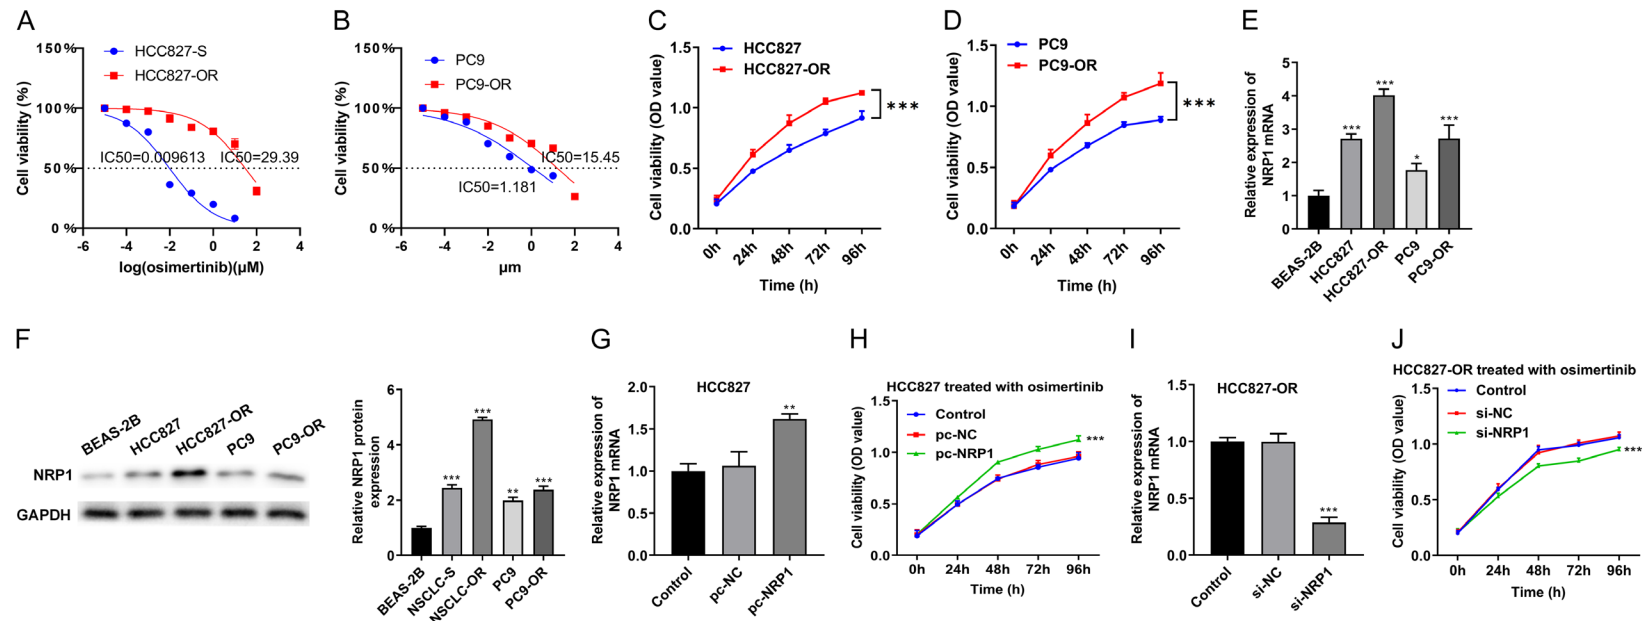 A
150 %
100 %
50 %
0 %
Cell viability (%)
HCC827-S
HCC827-OR
IC50=0.009613
IC50=29.39
-6
-4
-2
0
2
4
log(osimertinib)(μM)
B
150 %
100 %
50 %
0 %
Cell viability (%)
PC9
PC9-OR
IC50=15.45
IC50=1.181
-6
-4
-2
0
2
4
μm
C
1.5
1.0
0.5
0.0
Cell viability (OD value)
HCC827
HCC827-OR
***
0h
24h
48h
72h
96h
Time (h)
D
1.5
1.0
0.5
0.0
Cell viability (OD value)
PC9
PC9-OR
***
0h
24h
48h
72h
96h
Time (h)
E
5
4
3
2
1
0
Relative expression of
NRP1 mRNA
***
***
*
***
BEAS-2B
HCC827
HCC827-OR
PC9
PC9-OR
F
BEAS-2B
HCC827
HCC827-OR
PC9
PC9-OR
NRP1
GAPDH
6
4
2
0
Relative NRP1 protein
expression
***
***
**
***
BEAS-2B
NSCLC-S
NSCLC-OR
PC9
PC9-OR
G
HCC827
2.0
1.5
1.0
0.5
0.0
Relative expression of
NRP1 mRNA
**
Control
pc-NC
pc-NRP1
H
HCC827 treated with osimertinib
1.5
1.0
0.5
0.0
Cell viability (OD value)
Control
pc-NC
pc-NRP1
***
0h
24h
48h
72h
96h
Time (h)
I
HCC827-OR
1.5
1.0
0.5
0.0
Relative expression of
NRP1 mRNA
***
Control
si-NC
si-NRP1
J
HCC827-OR treated with osimertinib
1.5
1.0
0.5
0.0
Cell viability (OD value)
Control
si-NC
si-NRP1
***
0h
24h
48h
72h
96h
Time (h)